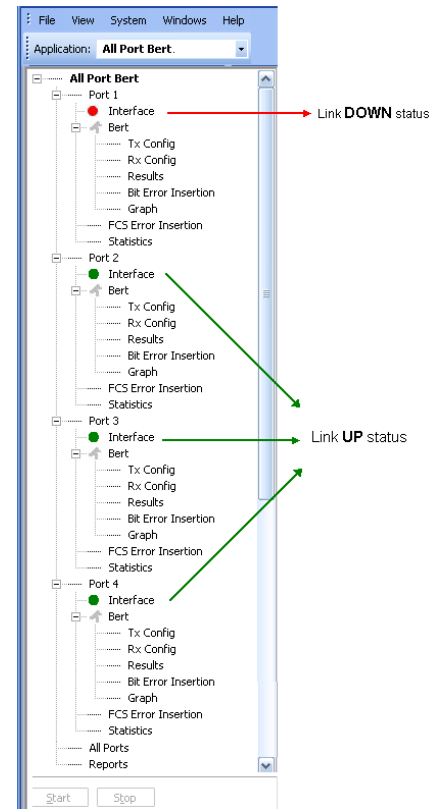 File View System Windows Help
Application: All Port Bert.
All Port Bert
Port 1
Interface
Link DOWN status
Bert
Tx Config
Rx Config
Results
Bit Error Insertion
Graph
FCS Error Insertion
Statistics
Port 2
Interface
Bert
Tx Config
Rx Config
Results
Bit Error Insertion
Graph
FCS Error Insertion
Statistics
Port 3
Interface
Link UP status
Bert
Tx Config
Rx Config
Results
Bit Error Insertion
Graph
FCS Error Insertion
Statistics
Port 4
Interface
Bert
Tx Config
Rx Config
Results
Bit Error Insertion
Graph
FCS Error Insertion
Statistics
All Ports
Reports
Start Stop